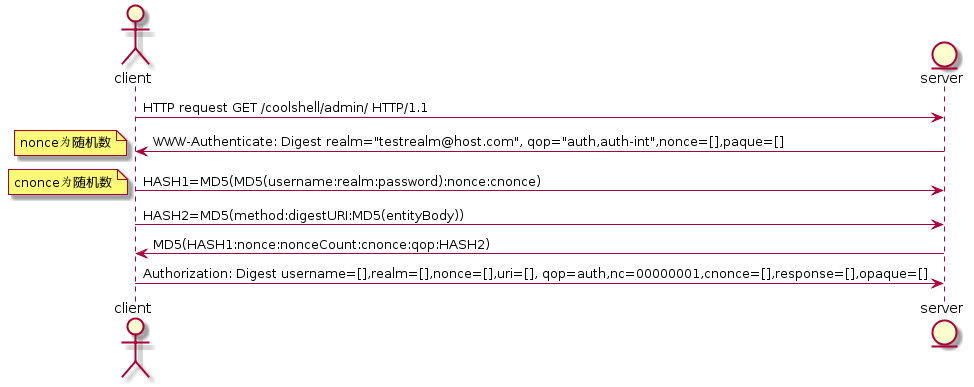 client
server
HTTP request GET /coolshell/admin/ HTTP/1.1
nonce为随机数
WWW-Authenticate: Digest realm="testrealm@host.com", qop="auth,auth-int",nonce=[],paque=[]
cnonce为随机数
HASH1=MD5(MD5(username:realm:password):nonce:cnonce)
HASH2=MD5(method:digestURI:MD5(entityBody))
MD5(HASH1:nonce:nonceCount:cnonce:qop:HASH2)
Authorization: Digest username=[],realm=[],nonce=[],uri=[], qop=auth,nc=00000001,cnonce=[],response=[],opaque=[]
client
server